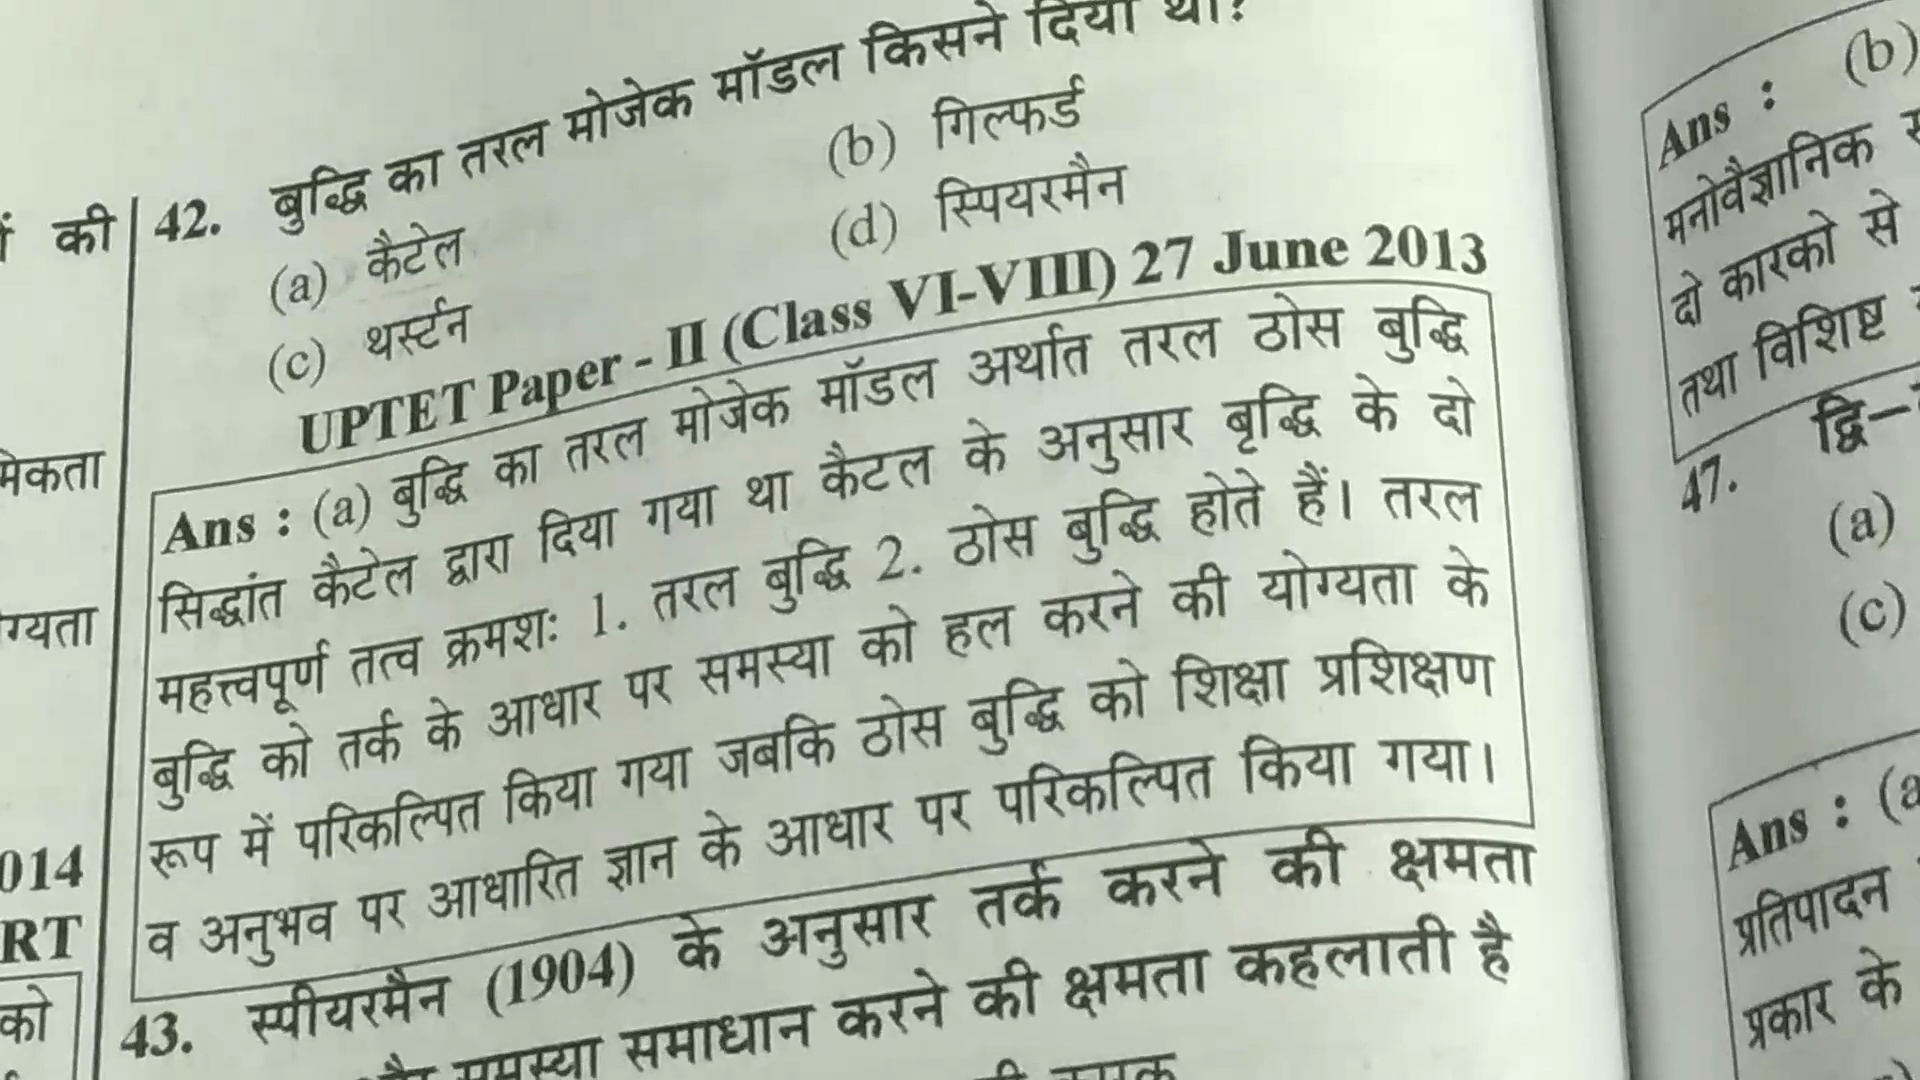 42. बुद्धि का तरल मोजेक मॉडल किसने दिया था?
(a) कैटेल (b) गिल्फर्ड
(c) थर्स्टन (d) स्पियरमैन
UPTET Paper - II (Class VI-VIII) 27 June 2013
Ans : (a) बुद्धि का तरल मोजेक मॉडल अर्थात तरल ठोस बुद्धि
सिद्धांत कैटेल द्वारा दिया गया था कैटल के अनुसार बृद्धि के दो
महत्त्वपूर्ण तत्व क्रमशः 1. तरल बुद्धि 2. ठोस बुद्धि होते हैं। तरल
बुद्धि को तर्क के आधार पर समस्या को हल करने की योग्यता के
रूप में परिकल्पित किया गया जबकि ठोस बुद्धि को शिक्षा प्रशिक्षण
व अनुभव पर आधारित ज्ञान के आधार पर परिकल्पित किया गया।
43. स्पीयरमैन (1904) के अनुसार तर्क करने की क्षमता
और समस्या समाधान करने की क्षमता कहलाती है
की
014
RT
को
Ans : (b)
मनोवैज्ञानिक
दो कारको से
तथा विशिष्ट
47. द्वि–
(a)
(c)
Ans : (a
प्रतिपादन
प्रकार के